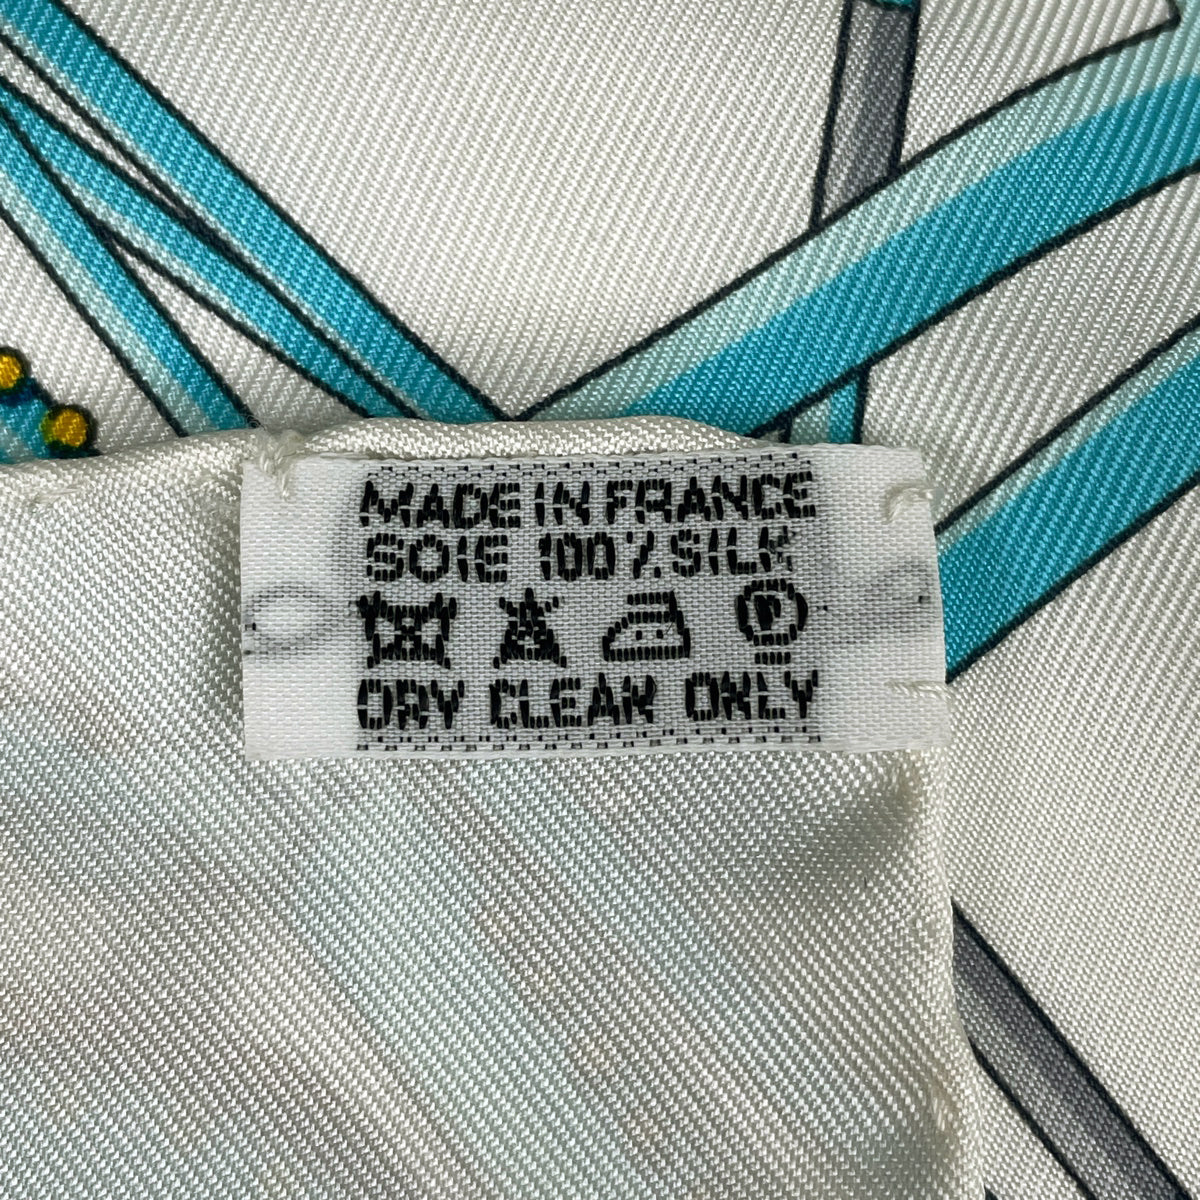 MADE IN FRANCE
SOIE 100% SILK
P
DRY CLEAN ONLY